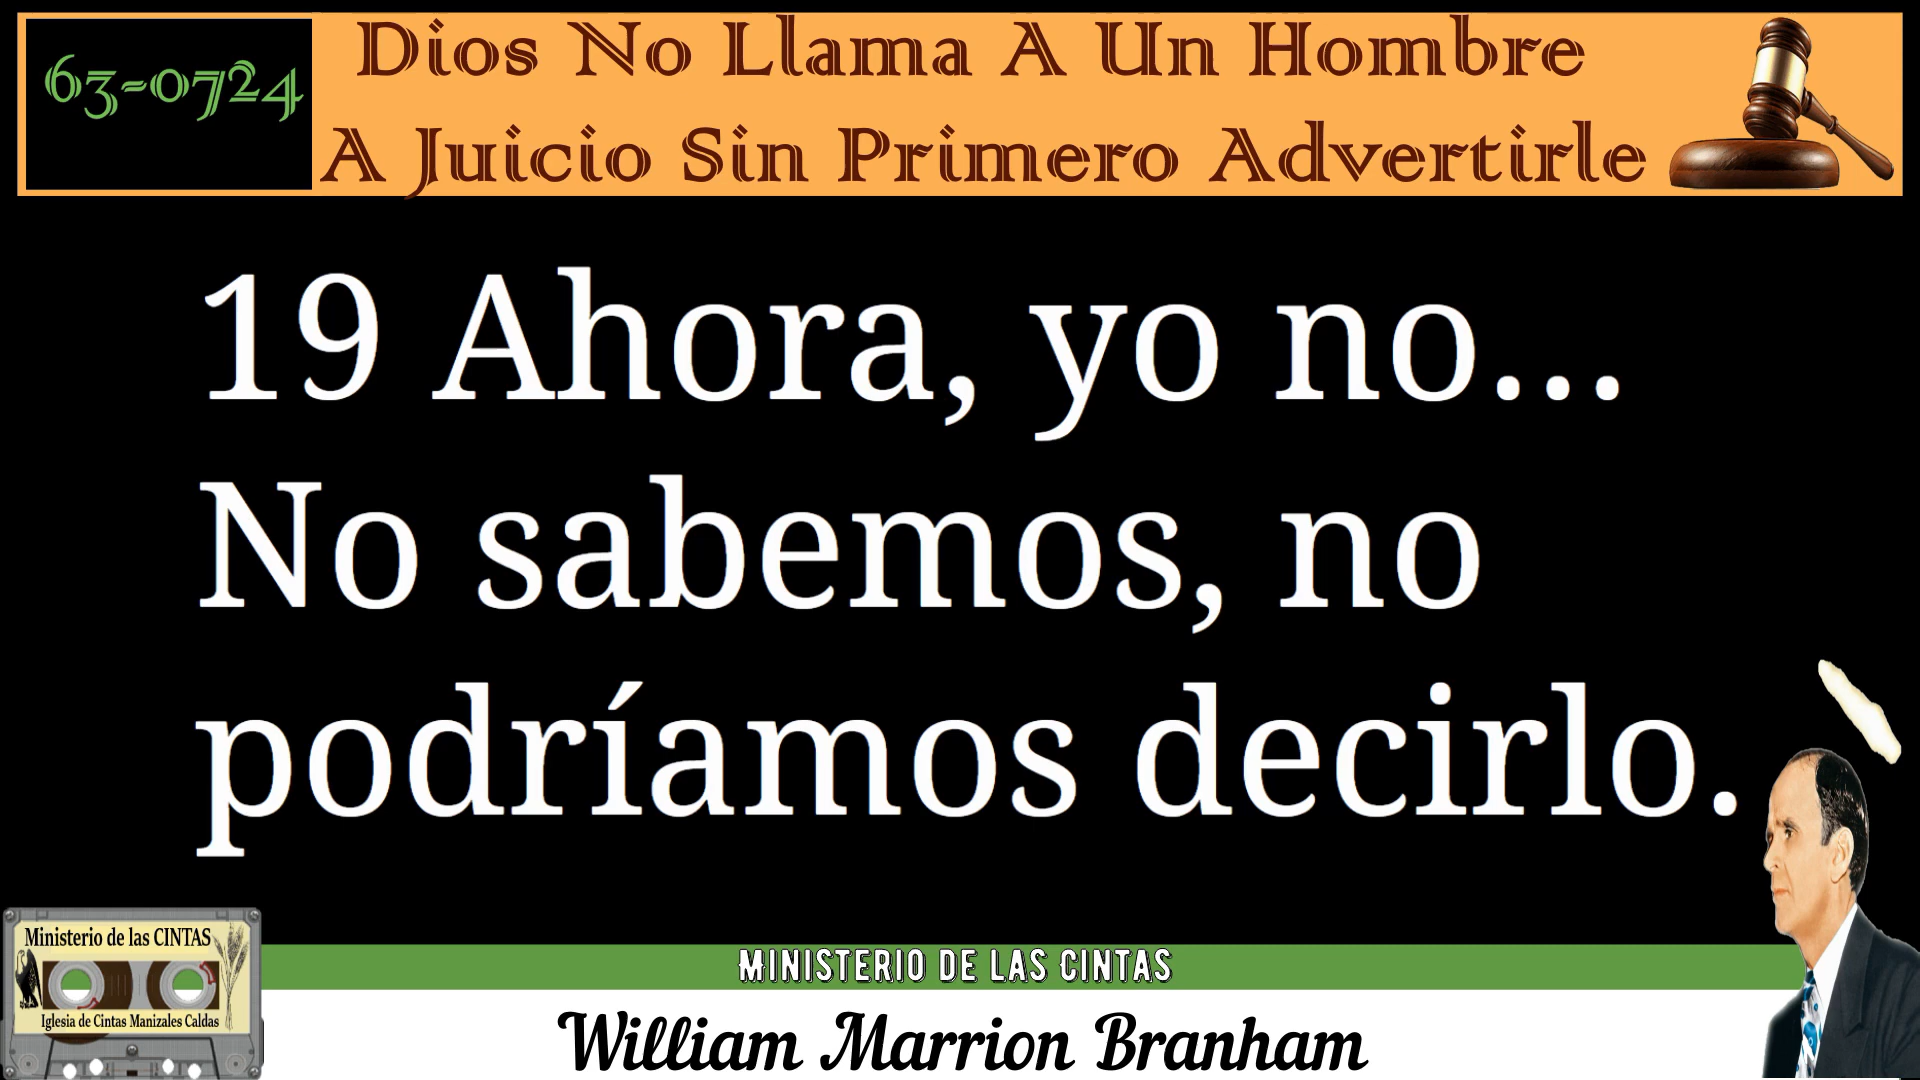 63-0724
Dios No Llama A Un Hombre
A Juicio Sin Primero Advertirle
19 Ahora, yo no...
No sabemos, no
podríamos decirlo.
Ministerio de las CINTAS
Iglesia de Cintas Manizales Caldas
MINISTERIO DE LAS CINTAS
William Marrion Branham